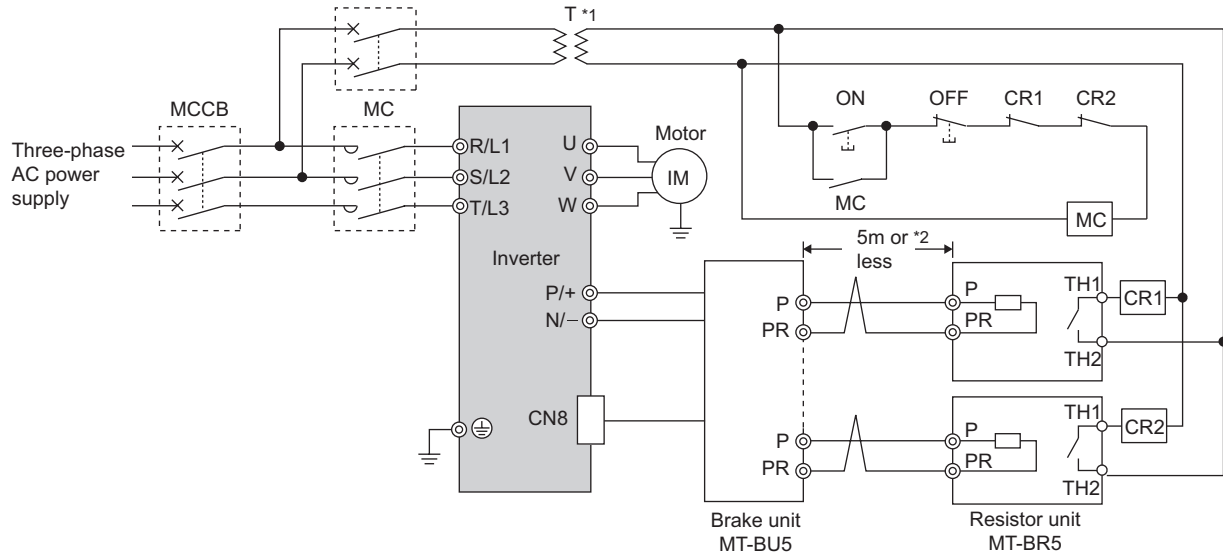 T *1
MCCB
MC
ON
OFF
CR1
CR2
Three-phase
AC power
supply
R/L1
S/L2
T/L3
U
V
W
Motor
IM
MC
MC
Inverter
P/+
N/−
CN8
5m or *2
less
P
PR
P
PR
TH1
TH2
CR1
P
PR
P
PR
TH1
TH2
CR2
Brake unit
MT-BU5
Resistor unit
MT-BR5